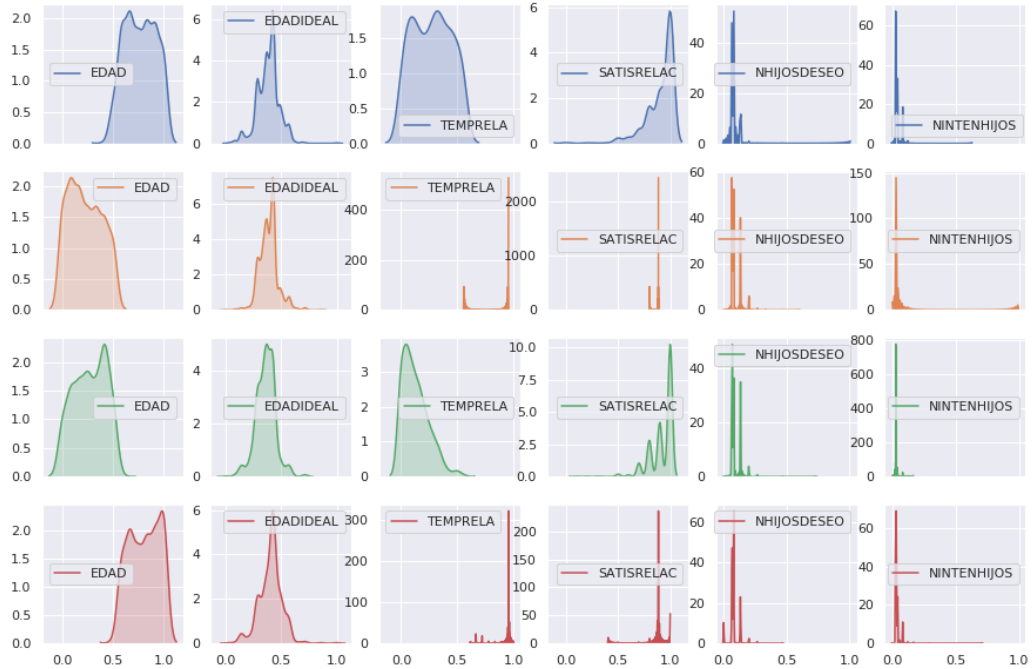 2.0 1.5 1.0 0.5 0.0 EDAD
6 4 2 0 EDADIDEAL
1.5 1.0 0.5 0.0 TEMPRELA
6 4 2 0 SATISRELAC
40 20 0 NHIJOSDESEO
60 40 20 0 NINTENHIJOS
2.0 1.5 1.0 0.5 0.0 EDAD
6 4 2 0 EDADIDEAL
400 200 0 TEMPRELA
2000 1000 0 SATISRELAC
60 40 20 0 NHIJOSDESEO
150 100 50 0 NINTENHIJOS
2.0 1.5 1.0 0.5 0.0 EDAD
4 2 0 EDADIDEAL
3 2 1 0 TEMPRELA
10.0 7.5 5.0 2.5 0.0 SATISRELAC
40 20 0 NHIJOSDESEO
800 600 400 200 0 NINTENHIJOS
2.0 1.5 1.0 0.5 0.0 EDAD
6 4 2 0 EDADIDEAL
300 200 100 0 TEMPRELA
200 150 100 50 0 SATISRELAC
60 40 20 0 NHIJOSDESEO
60 40 20 0 NINTENHIJOS
0.0 0.5 1.0 0.0 0.5 1.0 0.0 0.5 1.0 0.0 0.5 1.0 0.0 0.5 1.0 0.0 0.5 1.0